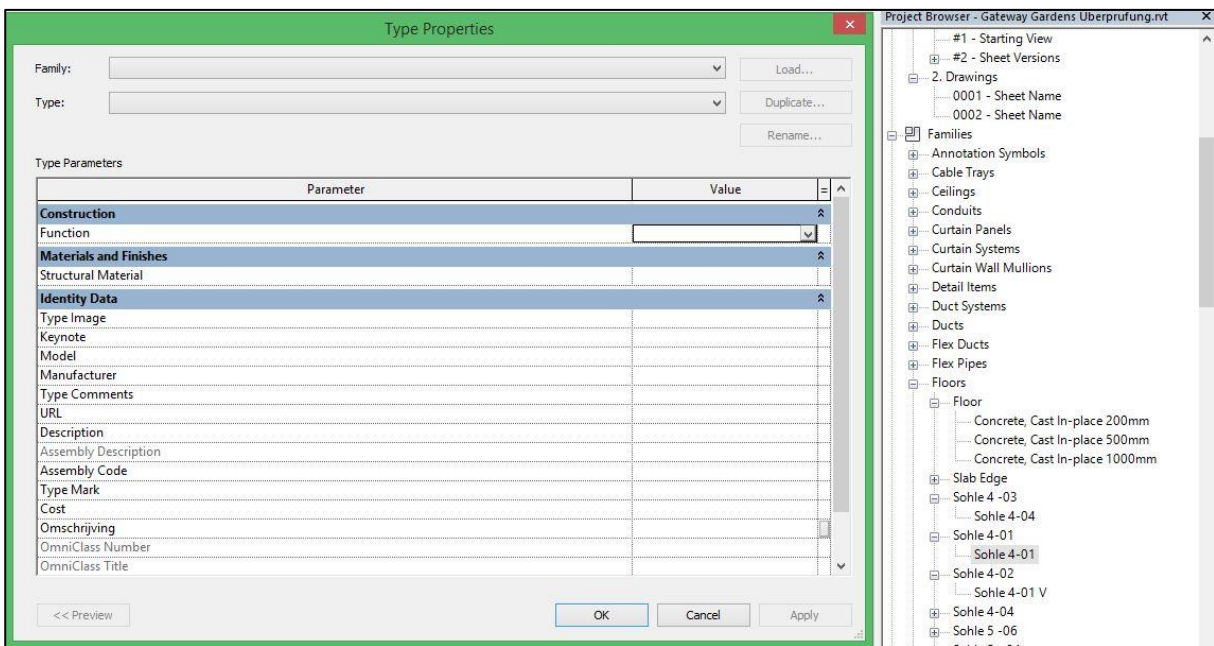 Type Properties
Family:
Load...
Type:
Duplicate...
Rename...
Type Parameters
Parameter Value =
Construction
Function
Materials and Finishes
Structural Material
Identity Data
Type Image
Keynote
Model
Manufacturer
Type Comments
URL
Description
Assembly Description
Assembly Code
Type Mark
Cost
Omschrijving
OmniClass Number
OmniClass Title
<< Preview OK Cancel Apply
Project Browser - Gateway Gardens Überprüfung.rvt
#1 - Starting View
#2 - Sheet Versions
2. Drawings
0001 - Sheet Name
0002 - Sheet Name
Families
Annotation Symbols
Cable Trays
Ceilings
Conduits
Curtain Panels
Curtain Systems
Curtain Wall Mullions
Detail Items
Duct Systems
Ducts
Flex Ducts
Flex Pipes
Floors
Floor
Concrete, Cast In-place 200mm
Concrete, Cast In-place 500mm
Concrete, Cast In-place 1000mm
Slab Edge
Sohle 4 -03
Sohle 4-04
Sohle 4-01
Sohle 4-01
Sohle 4-02
Sohle 4-01 V
Sohle 4-04
Sohle 5 -06